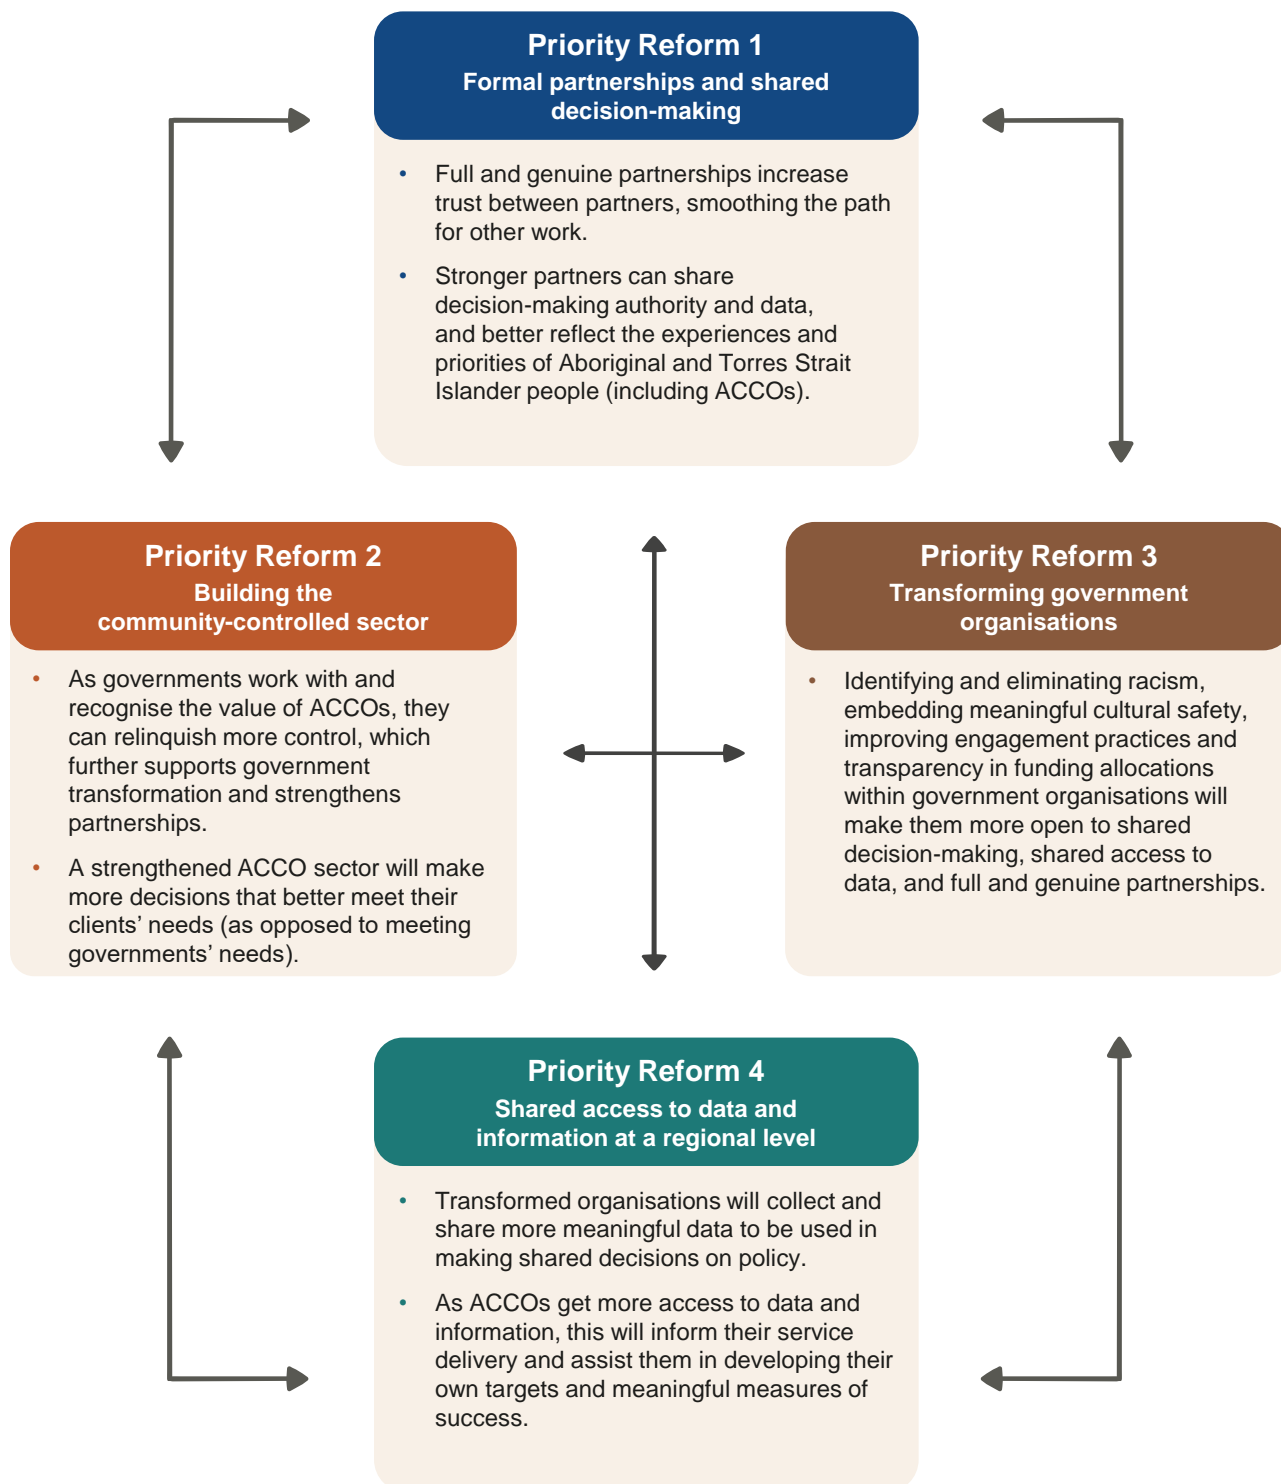 Priority Reform 1
Formal partnerships and shared
decision-making
• Full and genuine partnerships increase
trust between partners, smoothing the path
for other work.
• Stronger partners can share
decision-making authority and data,
and better reflect the experiences and
priorities of Aboriginal and Torres Strait
Islander people (including ACCOs).
Priority Reform 2
Building the
community-controlled sector
• As governments work with and
recognise the value of ACCOs, they
can relinquish more control, which
further supports government
transformation and strengthens
partnerships.
• A strengthened ACCO sector will make
more decisions that better meet their
clients’ needs (as opposed to meeting
governments’ needs).
Priority Reform 3
Transforming government
organisations
• Identifying and eliminating racism,
embedding meaningful cultural safety,
improving engagement practices and
transparency in funding allocations
within government organisations will
make them more open to shared
decision-making, shared access to
data, and full and genuine partnerships.
Priority Reform 4
Shared access to data and
information at a regional level
• Transformed organisations will collect and
share more meaningful data to be used in
making shared decisions on policy.
• As ACCOs get more access to data and
information, this will inform their service
delivery and assist them in developing their
own targets and meaningful measures of
success.